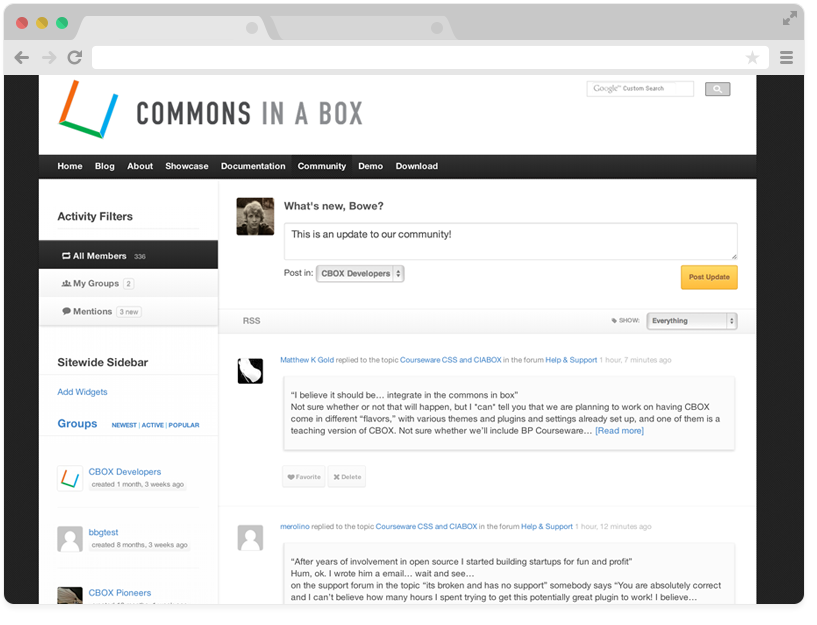 COMMONS IN A BOX
Google™ Custom Search
Home Blog About Showcase Documentation Community Demo Download
Activity Filters
All Members 336
My Groups 2
Mentions 3 new
Sitewide Sidebar
Add Widgets
Groups NEWEST | ACTIVE | POPULAR
CBOX Developers
created 1 month, 3 weeks ago
bbgtest
created 8 months, 3 weeks ago
CBOX Pioneers
What's new, Bowe?
This is an update to our community!
Post in: CBOX Developers
Post Update
RSS
SHOW: Everything
Matthew K Gold replied to the topic Courseware CSS and CIABOX in the forum Help & Support 1 hour, 7 minutes ago
“I believe it should be… integrate in the commons in box”
Not sure whether or not that will happen, but I *can* tell you that we are planning to work on having CBOX
come in different “flavors,” with various themes and plugins and settings already set up, and one of them is a
teaching version of CBOX. Not sure whether we'll include BP Courseware… [Read more]
Favorite Delete
merolino replied to the topic Courseware CSS and CIABOX in the forum Help & Support 1 hour, 12 minutes ago
“After years of involvement in open source I started building startups for fun and profit”
Hum, ok. I wrote him a email… wait and see…
on the support forum in the topic “its broken and has no support” somebody says “You are absolutely correct
and I can't believe how many hours I spent trying to get this potentially great plugin to work! I believe…